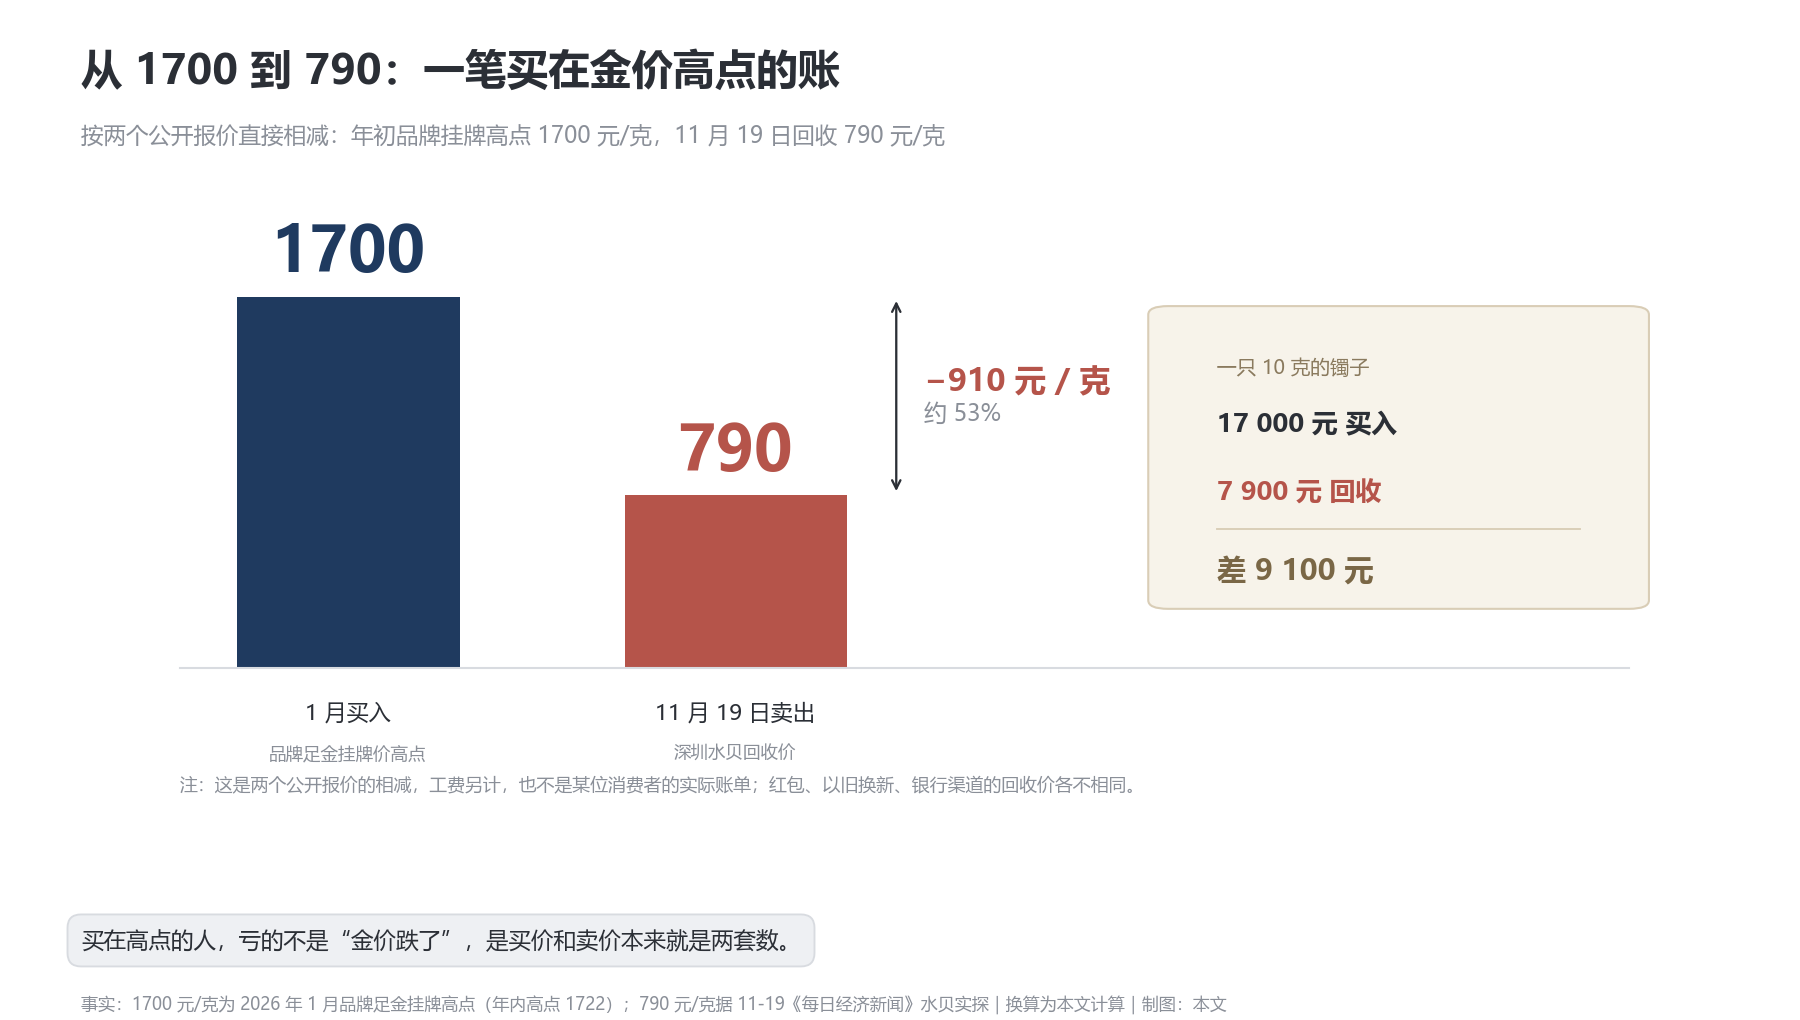 从 1700 到 790：一笔买在金价高点的账
按两个公开报价直接相减：年初品牌挂牌高点 1700 元/克，11 月 19 日回收 790 元/克
1700
790
−910 元 / 克
约 53%
一只 10 克的镯子
17 000 元 买入
7 900 元 回收
差 9 100 元
1 月买入
品牌足金挂牌价高点
11 月 19 日卖出
深圳水贝回收价
注：这是两个公开报价的相减，工费另计，也不是某位消费者的实际账单；红包、以旧换新、银行渠道的回收价各不相同。
买在高点的人，亏的不是“金价跌了”，是买价和卖价本来就是两套数。
事实：1700 元/克为 2026 年 1 月品牌足金挂牌高点（年内高点 1722）；790 元/克据 11-19《每日经济新闻》水贝实探 | 换算为本文计算 | 制图：本文